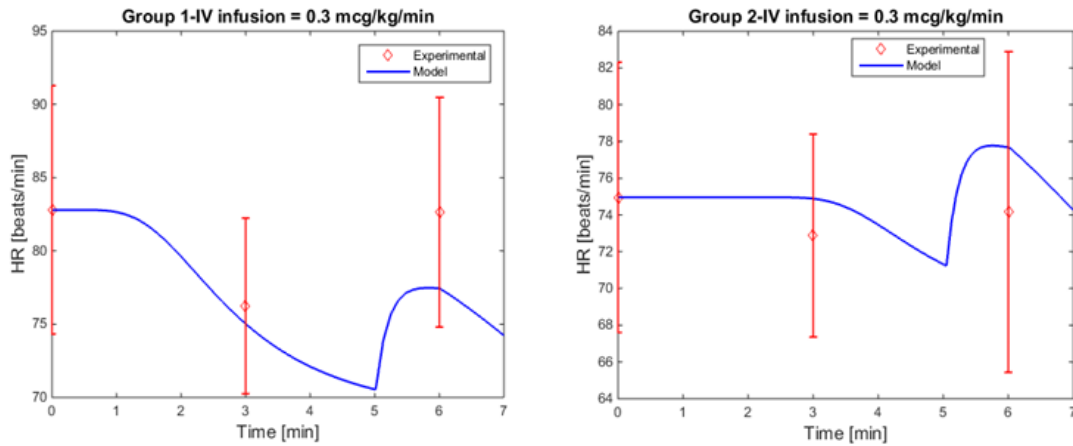 Group 1-IV infusion = 0.3 mcg/kg/min
95
90
85
80
75
70
HR [beats/min]
Experimental
Model
0 1 2 3 4 5 6 7
Time [min]
Group 2-IV infusion = 0.3 mcg/kg/min
84
82
80
78
76
74
72
70
68
66
64
HR [beats/min]
Experimental
Model
0 1 2 3 4 5 6 7
Time [min]